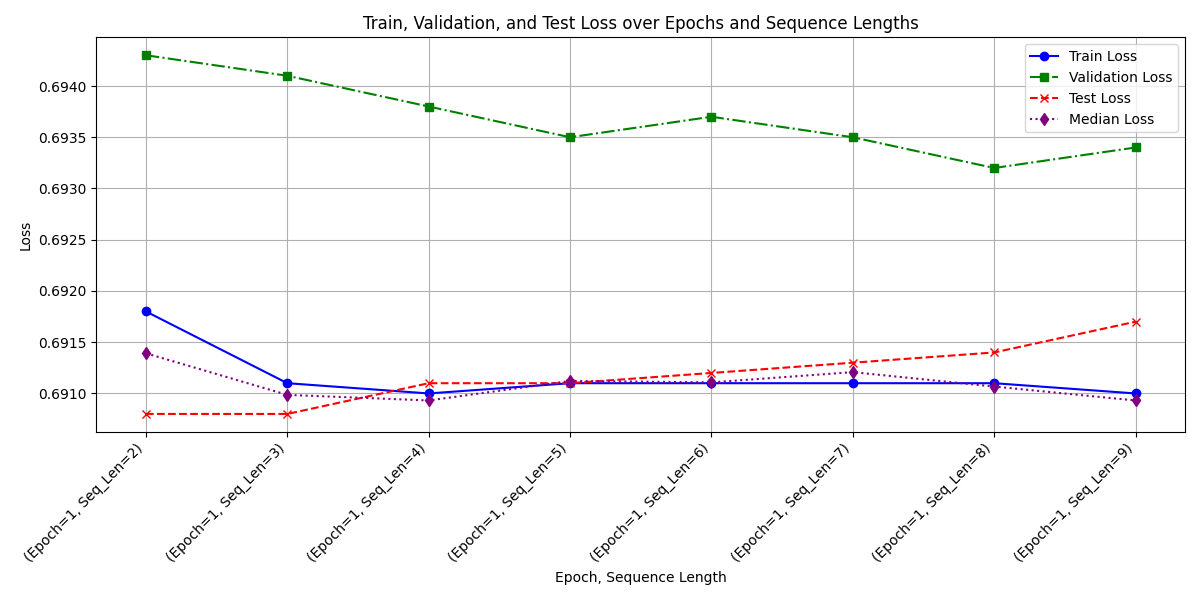 Train, Validation, and Test Loss over Epochs and Sequence Lengths
Train Loss
Validation Loss
Test Loss
Median Loss
Loss
0.6940
0.6935
0.6930
0.6925
0.6920
0.6915
0.6910
(Epoch=1, Seq_Len=2)
(Epoch=1, Seq_Len=3)
(Epoch=1, Seq_Len=4)
(Epoch=1, Seq_Len=5)
(Epoch=1, Seq_Len=6)
(Epoch=1, Seq_Len=7)
(Epoch=1, Seq_Len=8)
(Epoch=1, Seq_Len=9)
Epoch, Sequence Length